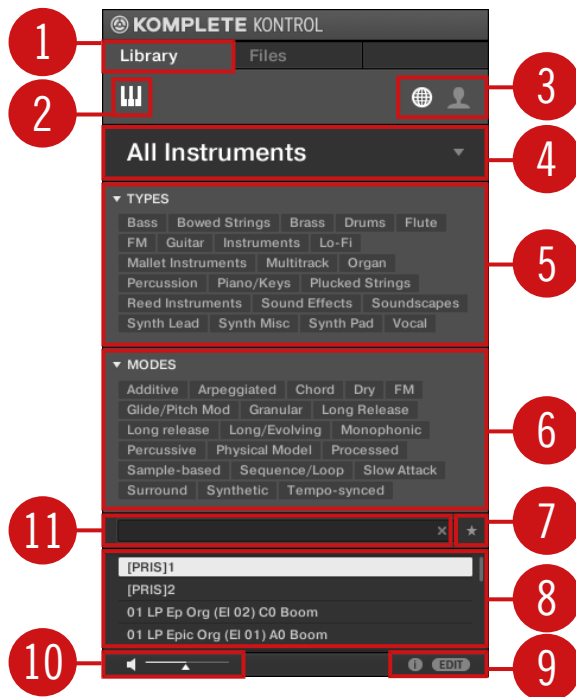 KOMPLETE KONTROL
1
Library Files
2
3
All Instruments
4
TYPES
Bass Bowed Strings Brass Drums Flute
FM Guitar Instruments Lo-Fi
Mallet Instruments Multitrack Organ
5
Percussion Piano/Keys Plucked Strings
Reed Instruments Sound Effects Soundscapes
Synth Lead Synth Misc Synth Pad Vocal
MODES
Additive Arpeggiated Chord Dry FM
Glide/Pitch Mod Granular Long Release
Long release Long/Evolving Monophonic
6
Percussive Physical Model Processed
Sample-based Sequence/Loop Slow Attack
Surround Synthetic Tempo-synced
11
7
[PRIS]1
[PRIS]2
8
01 LP Ep Org (El 02) C0 Boom
01 LP Epic Org (El 01) A0 Boom
10
i EDIT
9